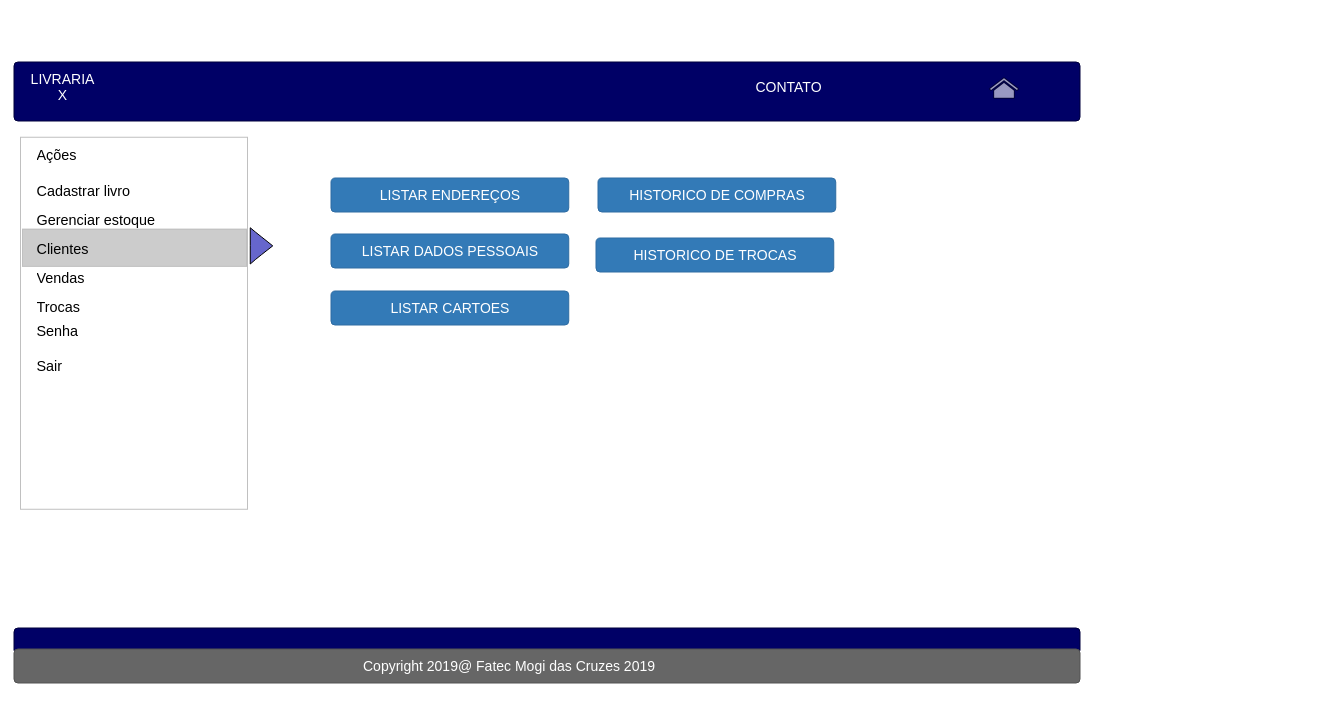 LIVRARIA
X
CONTATO
Ações
Cadastrar livro
Gerenciar estoque
Clientes
Vendas
Trocas
Senha
Sair
LISTAR ENDEREÇOS
HISTORICO DE COMPRAS
LISTAR DADOS PESSOAIS
HISTORICO DE TROCAS
LISTAR CARTOES
Copyright 2019@ Fatec Mogi das Cruzes 2019